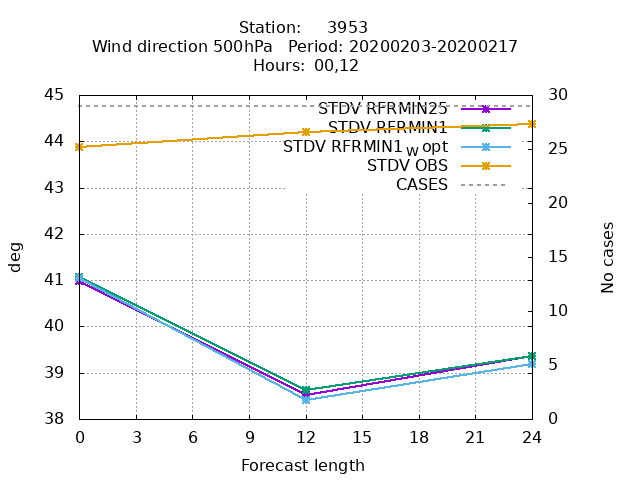 Station: 3953
Wind direction 500hPa Period: 20200203-20200217
Hours: 00,12
45
44
43
42
41
40
39
38
deg
STDV RFRMIN25
STDV RFRMIN1
STDV RFRMIN1Wopt
STDV OBS
CASES
30
25
20
15
10
5
0
No cases
0 3 6 9 12 15 18 21 24
Forecast length